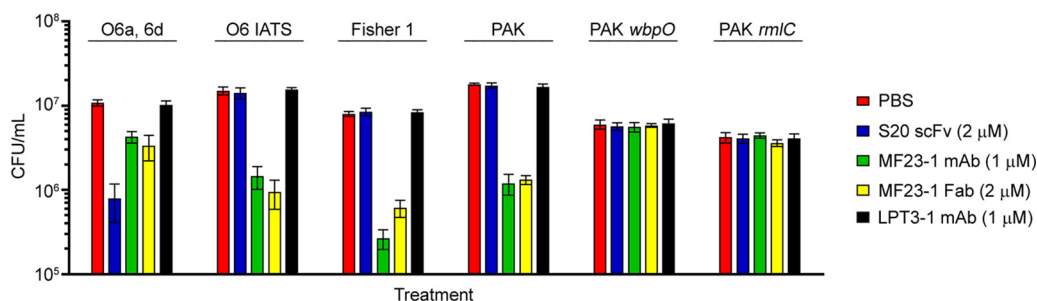 10⁸
O6a, 6d O6 IATS Fisher 1 PAK PAK wbpO PAK rmlC
10⁷
10⁶
10⁵
CFU/mL
Treatment
PBS
S20 scFv (2 μM)
MF23-1 mAb (1 μM)
MF23-1 Fab (2 μM)
LPT3-1 mAb (1 μM)